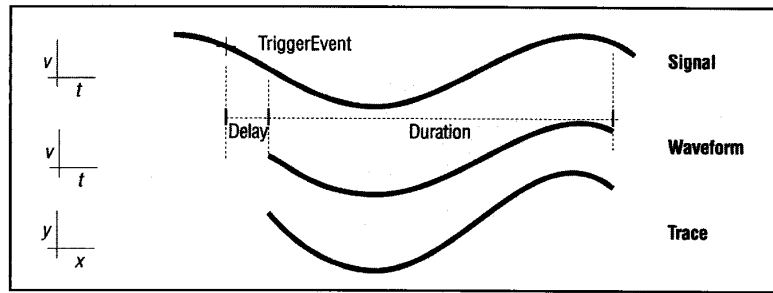 TriggerEvent
v
t
Signal
Delay
Duration
v
t
Waveform
y
x
Trace